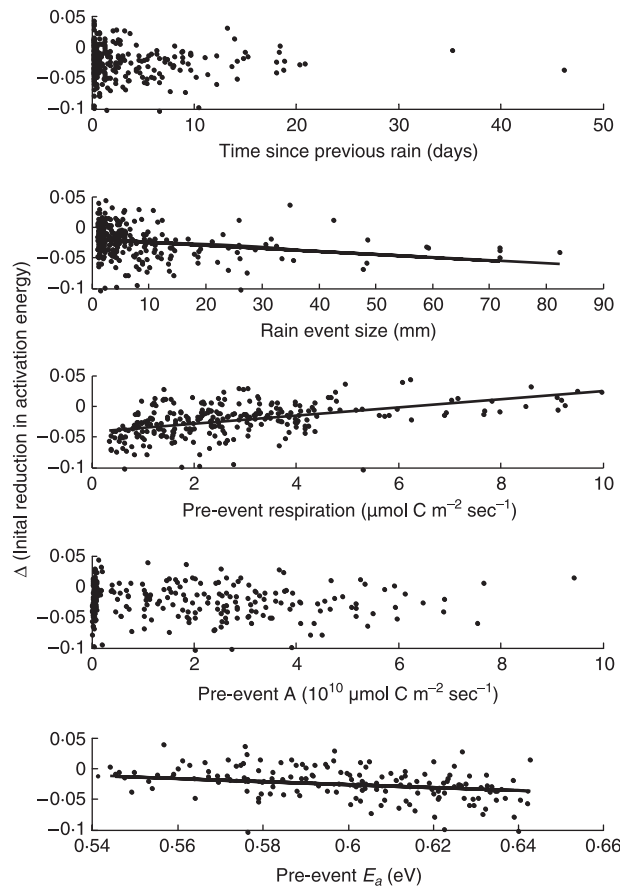 0·05
0
−0·05
−0·1
0 10 20 30 40 50
Time since previous rain (days)
0·05
0
−0·05
−0·1
0 10 20 30 40 50 60 70 80 90
Rain event size (mm)
Δ (Inital reduction in activation energy)
0·05
0
−0·05
−0·1
0 2 4 6 8 10
Pre-event respiration (μmol C m⁻² sec⁻¹)
0·05
0
−0·05
−0·1
0 2 4 6 8 10
Pre-event A (10¹⁰ μmol C m⁻² sec⁻¹)
0·05
0
−0·05
−0·1
0·54 0·56 0·58 0·6 0·62 0·64 0·66
Pre-event Eₐ (eV)